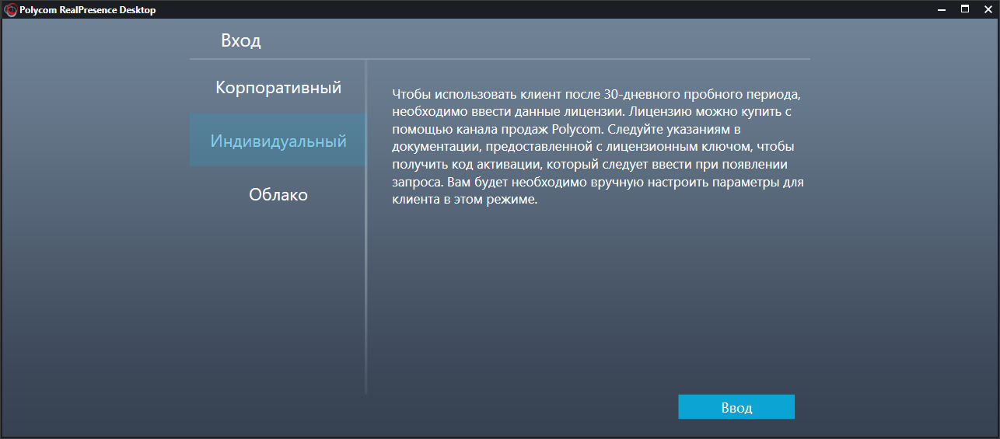 Polycom RealPresence Desktop
Вход
Корпоративный
Индивидуальный
Облако
Чтобы использовать клиент после 30-дневного пробного периода,
необходимо ввести данные лицензии. Лицензию можно купить с
помощью канала продаж Polycom. Следуйте указаниям в
документации, предоставленной с лицензионным ключом, чтобы
получить код активации, который следует ввести при появлении
запроса. Вам будет необходимо вручную настроить параметры для
клиента в этом режиме.
Ввод